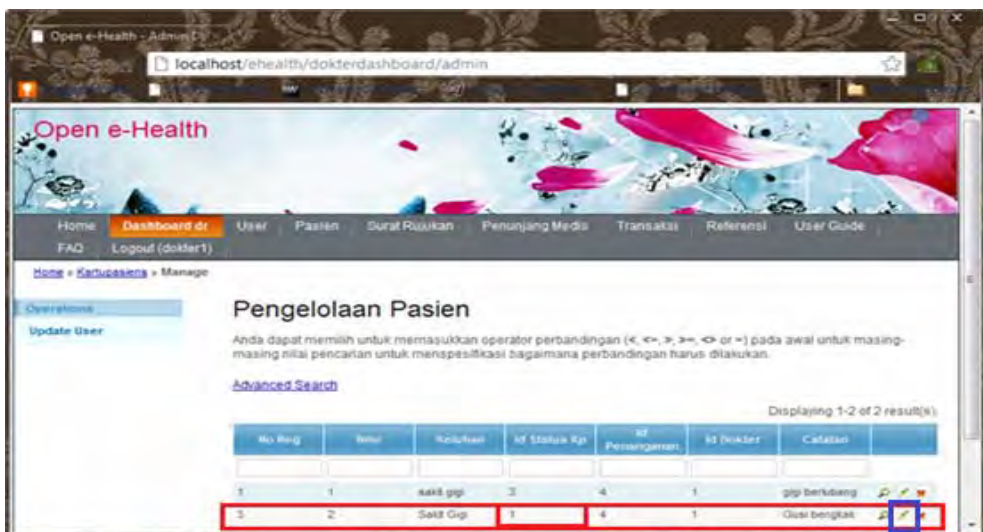 Open e-Health - Admin D
localhost/ehealth/dokterdashboard/admin
Open e-Health
Home Dashboard dr User Pasien Surat Rujukan Penunjang Medis Transaksi Referensi User Guide
FAQ Logout (dokter1)
Home » Kartupasiens » Manage
Operations
Update User
Pengelolaan Pasien
Anda dapat memilih untuk memasukkan operator perbandingan (<, <=, >, >=, <> or =) pada awal untuk masing-
masing nilai pencarian untuk menspesifikasi bagaimana perbandingan harus dilakukan.
Advanced Search
Displaying 1-2 of 2 result(s).
No Reg Keluhan Id Status Kp Id Penanganan Id Dokter Catatan
1 1 sakit gigi 3 4 1 gigi berlubang
3 2 Sakit Gigi 1 4 1 Gusi bengkak